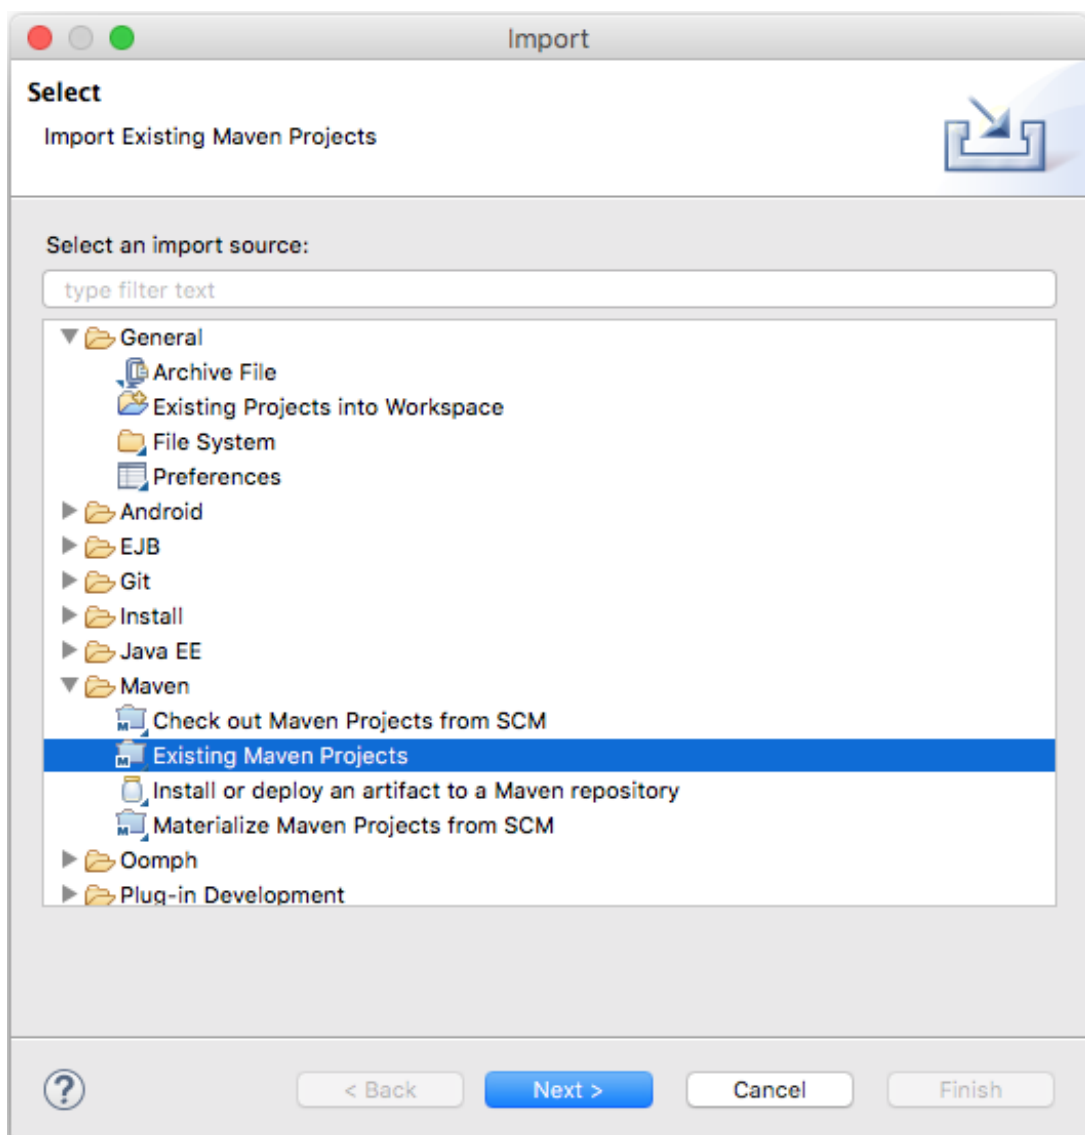 Import
Select
Import Existing Maven Projects
Select an import source:
type filter text
General
Archive File
Existing Projects into Workspace
File System
Preferences
Android
EJB
Git
Install
Java EE
Maven
Check out Maven Projects from SCM
Existing Maven Projects
Install or deploy an artifact to a Maven repository
Materialize Maven Projects from SCM
Oomph
Plug-in Development
? < Back Next > Cancel Finish